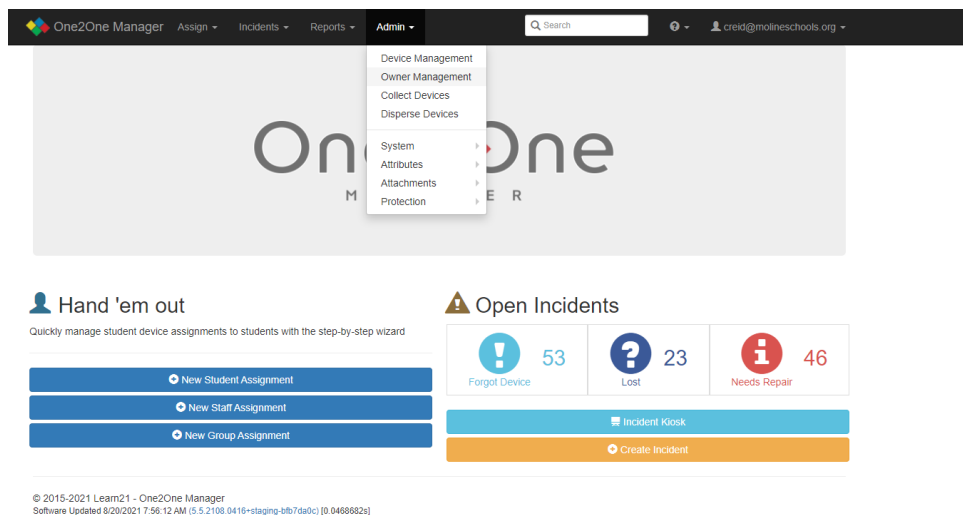 One2One Manager Assign Incidents Reports Admin Search creid@molineschools.org
Device Management
Owner Management
Collect Devices
Disperse Devices
System
Attributes
Attachments
Protection
On One
M E R
Hand 'em out
Quickly manage student device assignments to students with the step-by-step wizard
New Student Assignment
New Staff Assignment
New Group Assignment
Open Incidents
53
Forgot Device
23
Lost
46
Needs Repair
Incident Kiosk
Create Incident
© 2015-2021 Learn21 - One2One Manager
Software Updated 8/20/2021 7:56:12 AM (5.5.2108.0416+staging-bfb7da0c) [0.0468682s]